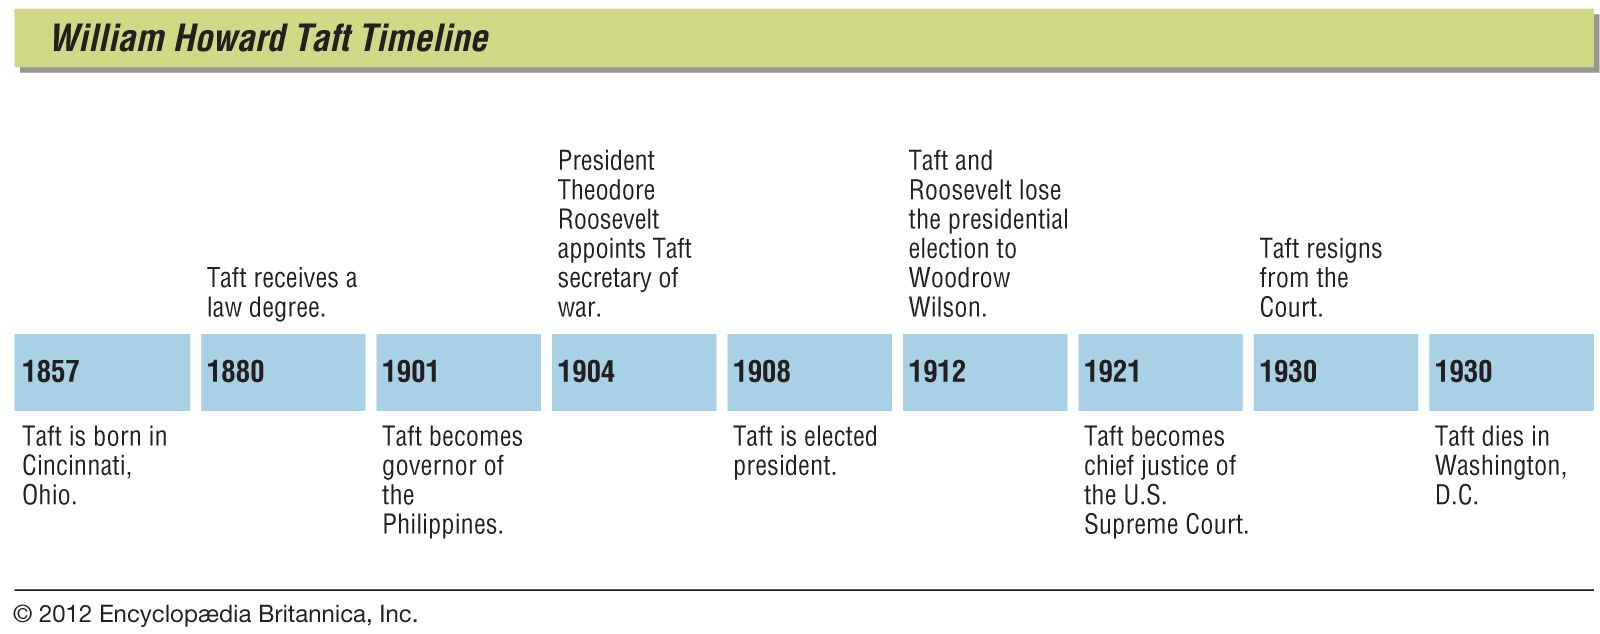 William Howard Taft Timeline
1857
Taft is born in
Cincinnati,
Ohio.
Taft receives a
law degree.
1880
1901
Taft becomes
governor of
the
Philippines.
President
Theodore
Roosevelt
appoints Taft
secretary of
war.
1904
1908
Taft is elected
president.
Taft and
Roosevelt lose
the presidential
election to
Woodrow
Wilson.
1912
1921
Taft becomes
chief justice of
the U.S.
Supreme Court.
Taft resigns
from the
Court.
1930
1930
Taft dies in
Washington,
D.C.
© 2012 Encyclopædia Britannica, Inc.